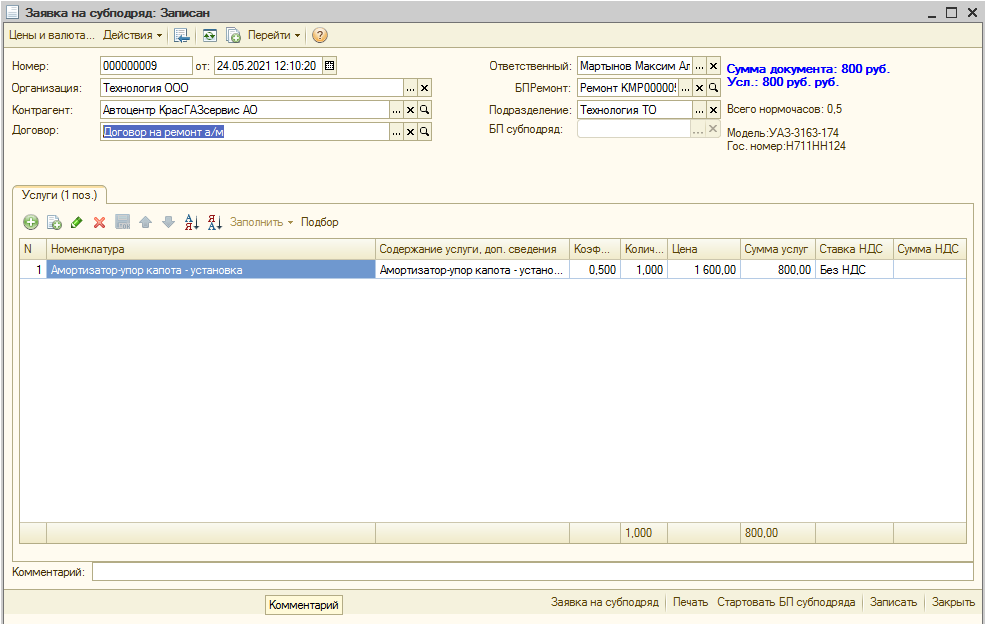 Заявка на субподряд: Записан
Цены и валюта... Действия Перейти
Номер: 000000009 от: 24.05.2021 12:10:20 Ответственный: Мартынов Максим Ал ... Сумма документа: 800 руб.
Усл.: 800 руб. руб.
Организация: Технология ООО ... БПРемонт: Ремонт КМР00000! ...
Контрагент: Автоцентр КрасГАЗсервис АО ... Подразделение: Технология ТО ... Всего нормочасов: 0,5
Договор: Договор на ремонт а/м ... БП субподряд: ... Модель:УАЗ-3163-174
Гос. номер:Н711НН124
Услуги (1 поз.)
Заполнить Подбор
N Номенклатура Содержание услуги, доп. сведения Коэф... Колич... Цена Сумма услуг Ставка НДС Сумма НДС
1 Амортизатор-упор капота - установка Амортизатор-упор капота - устано... 0,500 1,000 1 600,00 800,00 Без НДС
1,000 800,00
Комментарий:
Комментарий Заявка на субподряд Печать Стартовать БП субподряда Записать Закрыть